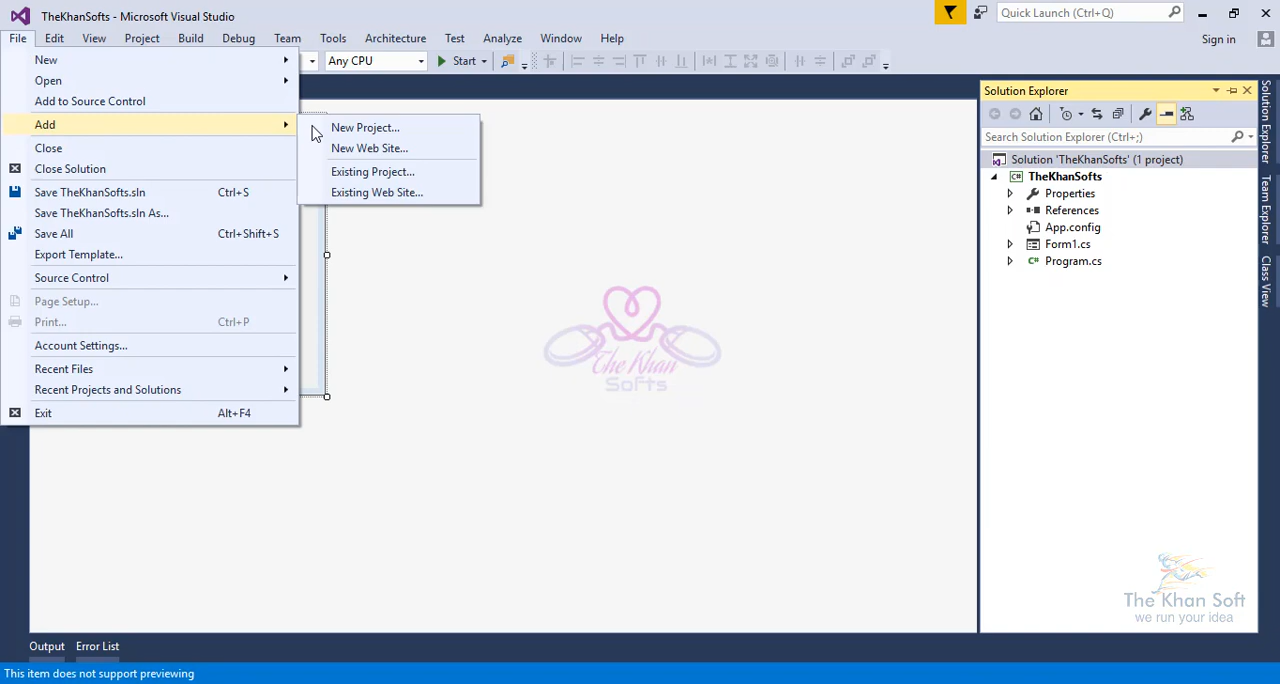 TheKhanSofts - Microsoft Visual Studio
Quick Launch (Ctrl+Q)
File Edit View Project Build Debug Team Tools Architecture Test Analyze Window Help
Sign in
Any CPU
Start
New
Open
Add to Source Control
Add
Close
Close Solution
Save TheKhanSofts.sln Ctrl+S
Save TheKhanSofts.sln As...
Save All Ctrl+Shift+S
Export Template...
Source Control
Page Setup...
Print... Ctrl+P
Account Settings...
Recent Files
Recent Projects and Solutions
Exit Alt+F4
New Project...
New Web Site...
Existing Project...
Existing Web Site...
The Khan
Softs
Solution Explorer
Search Solution Explorer (Ctrl+;)
Solution 'TheKhanSofts' (1 project)
TheKhanSofts
Properties
References
App.config
Form1.cs
Program.cs
Solution Explorer
Team Explorer
Class View
The Khan Soft
we run your idea
Output Error List
This item does not support previewing